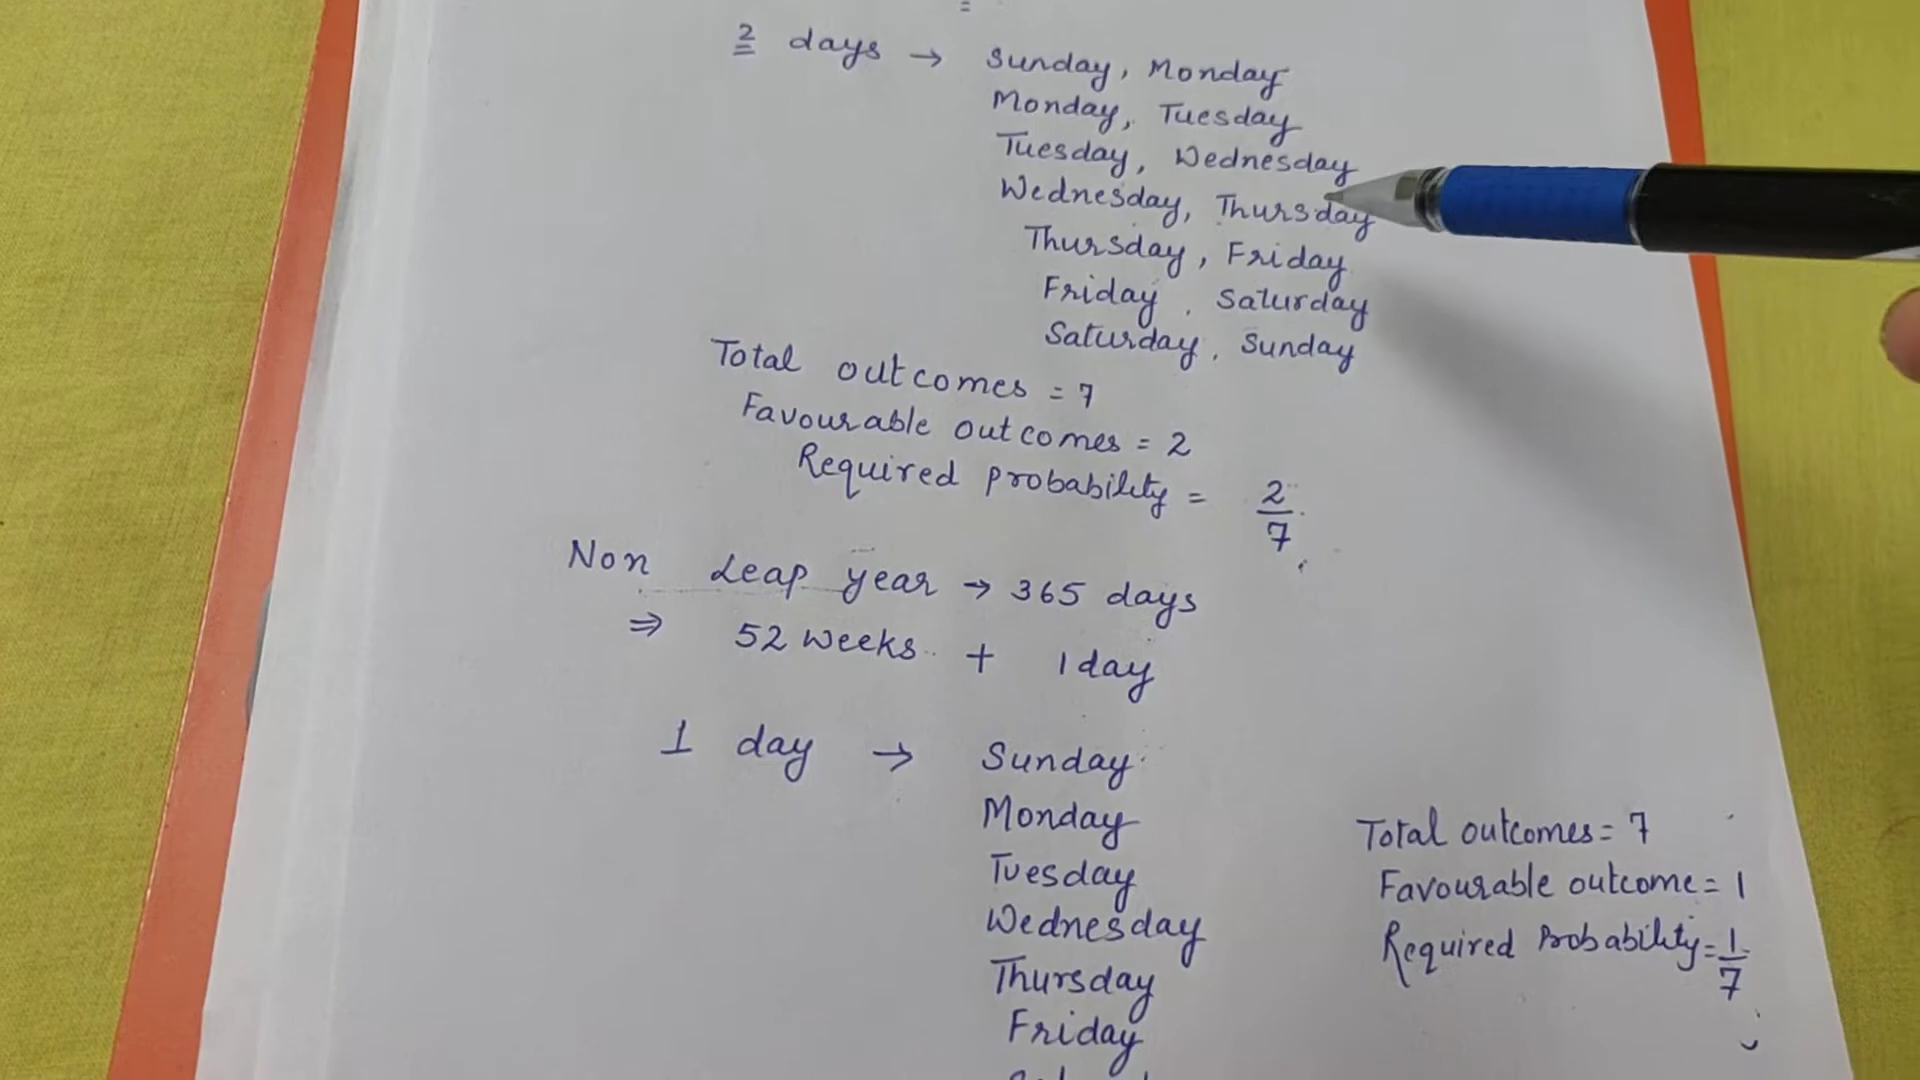 2 days → Sunday, Monday
Monday, Tuesday
Tuesday, Wednesday
Wednesday, Thursday
Thursday, Friday
Friday, Saturday
Saturday, Sunday
Total outcomes = 7
Favourable outcomes = 2
Required probability = 2/7
Non Leap year → 365 days
⇒ 52 weeks + 1 day
1 day → Sunday
Monday
Tuesday
Wednesday
Thursday
Friday
Total outcomes = 7
Favourable outcome = 1
Required Probability = 1/7